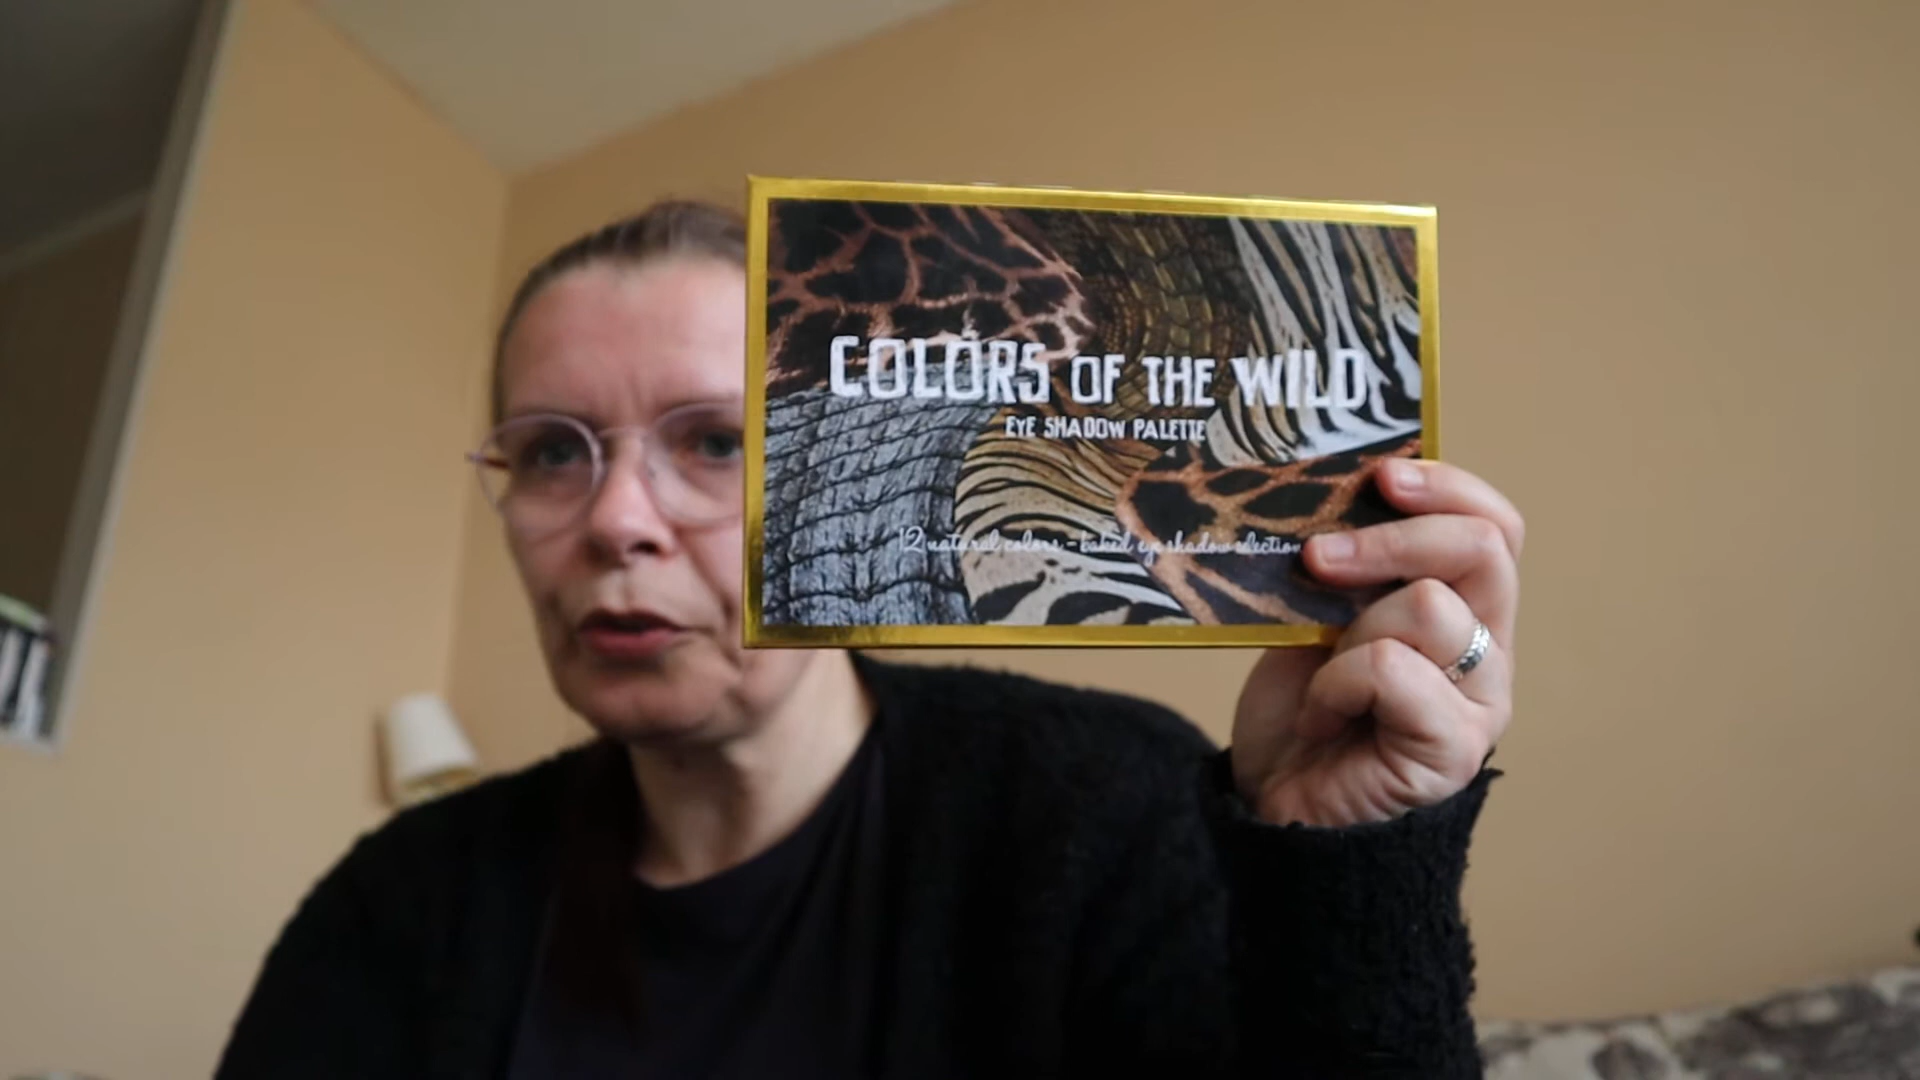 COLORS OF THE WILD
EYE SHADOW PALETTE
12 natural colors - baked eye shadow selection